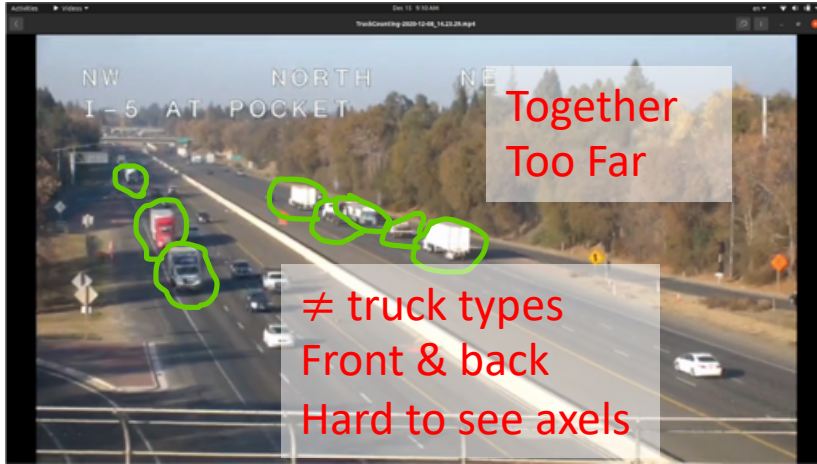 Activities Videos Dec 15 9:10 AM en
TruckCounting-2020-12-08_14.23.29.mp4
NW NORTH NE
I-5 AT POCKET
Together
Too Far
≠ truck types
Front & back
Hard to see axels